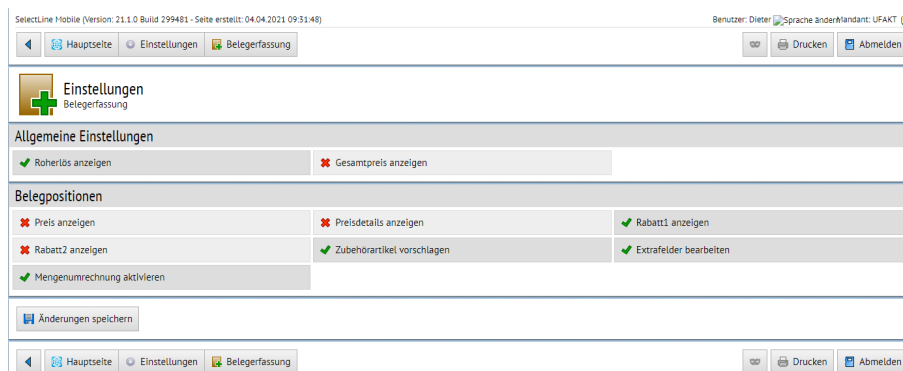 SelectLine Mobile (Version: 21.1.0 Build 299481 - Seite erstellt: 04.04.2021 09:31:48) Benutzer: Dieter Sprache änder Mandant: UFAKT (
Hauptseite Einstellungen Belegerfassung Drucken Abmelden
Einstellungen
Belegerfassung
Allgemeine Einstellungen
Roherlös anzeigen Gesamtpreis anzeigen
Belegpositionen
Preis anzeigen Preisdetails anzeigen Rabatt1 anzeigen
Rabatt2 anzeigen Zubehörartikel vorschlagen Extrafelder bearbeiten
Mengenumrechnung aktivieren
Änderungen speichern
Hauptseite Einstellungen Belegerfassung Drucken Abmelden